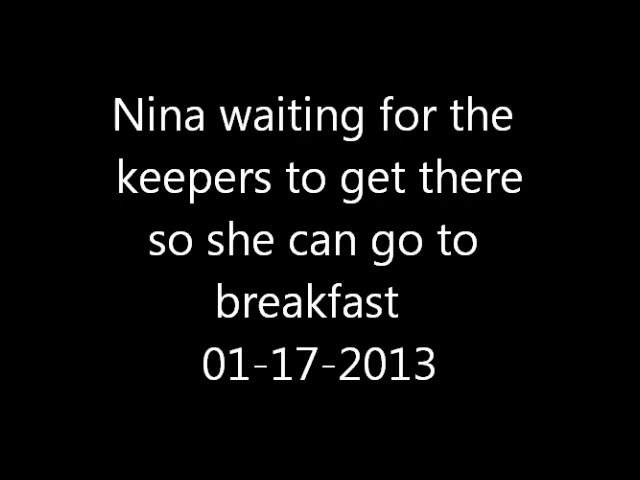 Nina waiting for the
keepers to get there
so she can go to
breakfast
01-17-2013